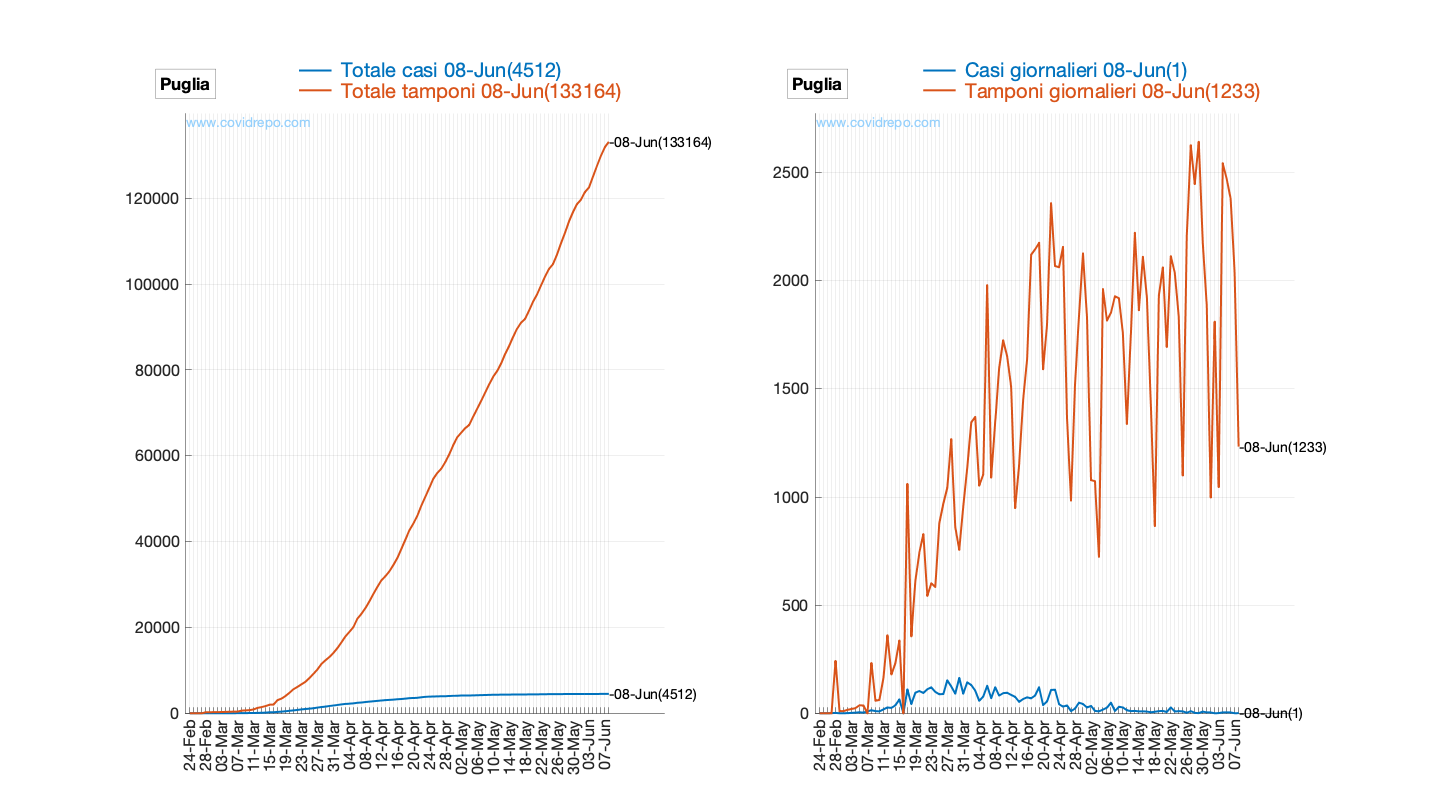 Puglia
Totale casi 08-Jun(4512)
Totale tamponi 08-Jun(133164)
www.covidrepo.com
-08-Jun(133164)
120000
100000
80000
60000
40000
20000
0
-08-Jun(4512)
24-Feb
28-Feb
03-Mar
07-Mar
11-Mar
15-Mar
19-Mar
23-Mar
27-Mar
31-Mar
04-Apr
08-Apr
12-Apr
16-Apr
20-Apr
24-Apr
28-Apr
02-May
06-May
10-May
14-May
18-May
22-May
26-May
30-May
03-Jun
07-Jun
Puglia
Casi giornalieri 08-Jun(1)
Tamponi giornalieri 08-Jun(1233)
www.covidrepo.com
2500
2000
1500
1000
500
0
-08-Jun(1233)
-08-Jun(1)
24-Feb
28-Feb
03-Mar
07-Mar
11-Mar
15-Mar
19-Mar
23-Mar
27-Mar
31-Mar
04-Apr
08-Apr
12-Apr
16-Apr
20-Apr
24-Apr
28-Apr
02-May
06-May
10-May
14-May
18-May
22-May
26-May
30-May
03-Jun
07-Jun